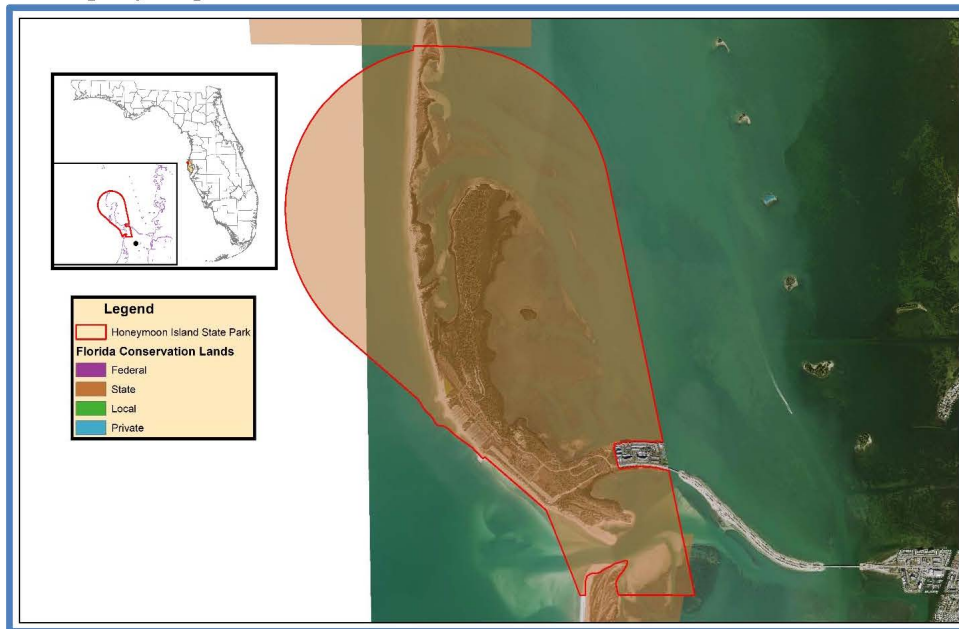 Legend
Honeymoon Island State Park
Florida Conservation Lands
Federal
State
Local
Private